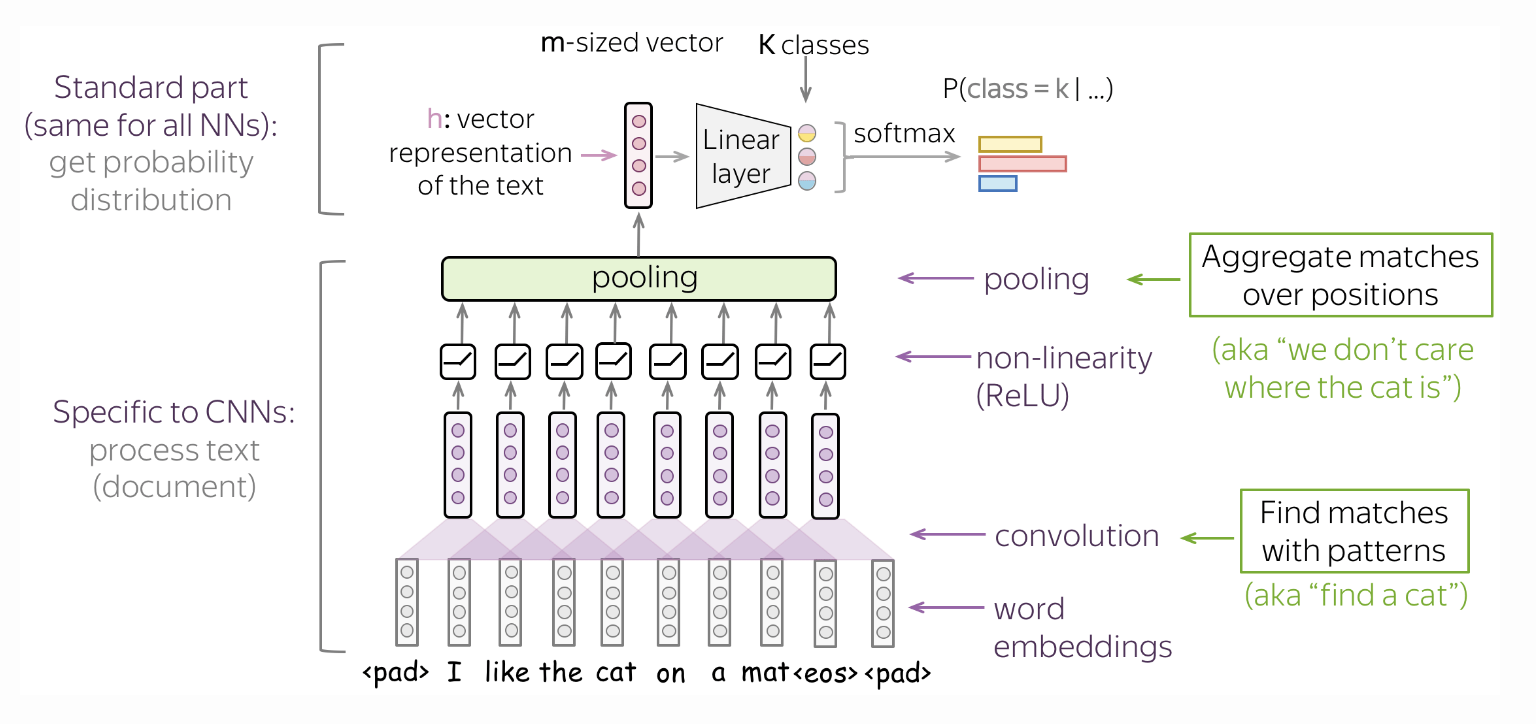 m-sized vector
K classes
Standard part
(same for all NNs):
get probability
distribution
h: vector
representation
of the text
Linear
layer
softmax
P(class = k | ...)
pooling
pooling
Aggregate matches
over positions
(aka “we don’t care
where the cat is”)
non-linearity
(ReLU)
Specific to CNNs:
process text
(document)
convolution
Find matches
with patterns
(aka “find a cat”)
word
embeddings
<pad> I like the cat on a mat <eos> <pad>